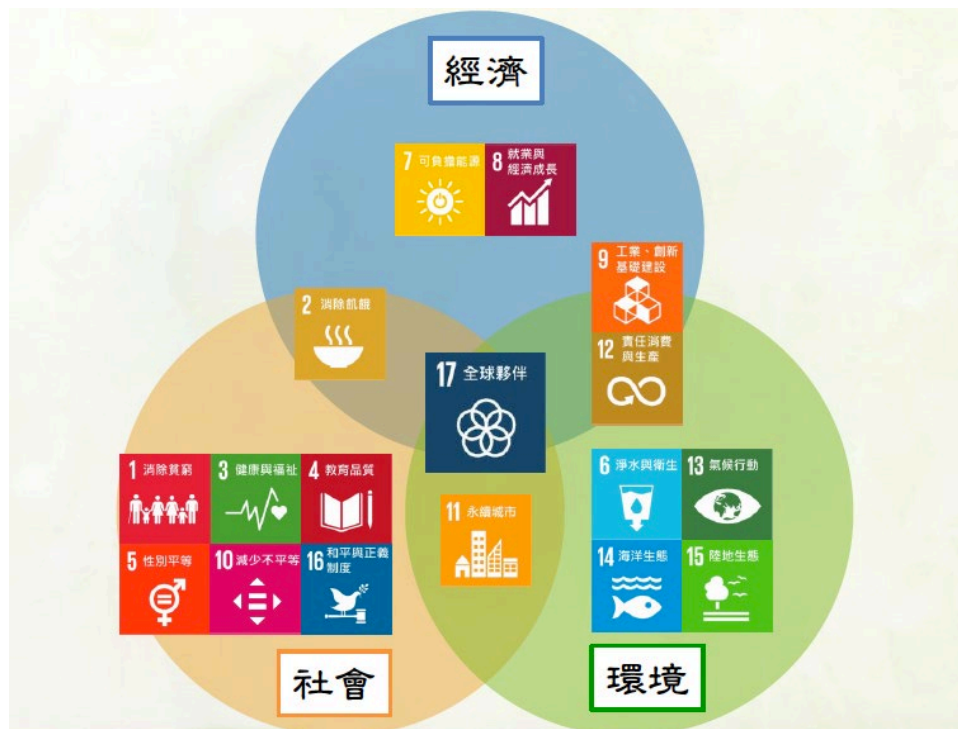 經濟
7 可負擔能源
8 就業與
經濟成長
9 工業、創新
基礎建設
2 消除飢餓
12 責任消費
與生產
17 全球夥伴
1 消除貧窮
3 健康與福祉
4 教育品質
6 淨水與衛生
13 氣候行動
11 永續城市
5 性別平等
10 減少不平等
16 和平與正義
制度
14 海洋生態
15 陸地生態
社會
環境